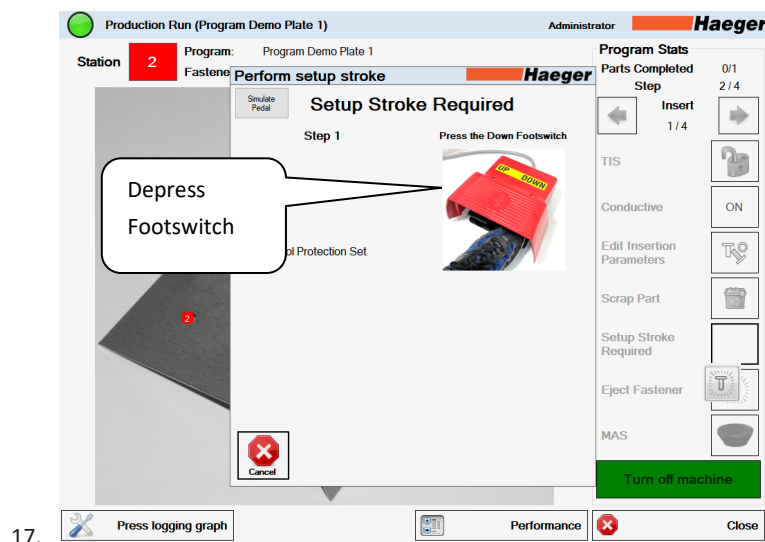 Production Run (Program Demo Plate 1)
Administrator
Haeger
Station
2
Program: Program Demo Plate 1
Fastene
Perform setup stroke
Haeger
Simulate
Pedal
Setup Stroke Required
Step 1
Press the Down Footswitch
UP DOWN
Depress
Footswitch
ol Protection Set
2
Cancel
Program Stats
Parts Completed 0/1
Step 2 / 4
Insert
1 / 4
TIS
Conductive ON
Edit Insertion
Parameters
Scrap Part
Setup Stroke
Required
Eject Fastener
T
MAS
Turn off machine
Press logging graph
Performance
Close
17.